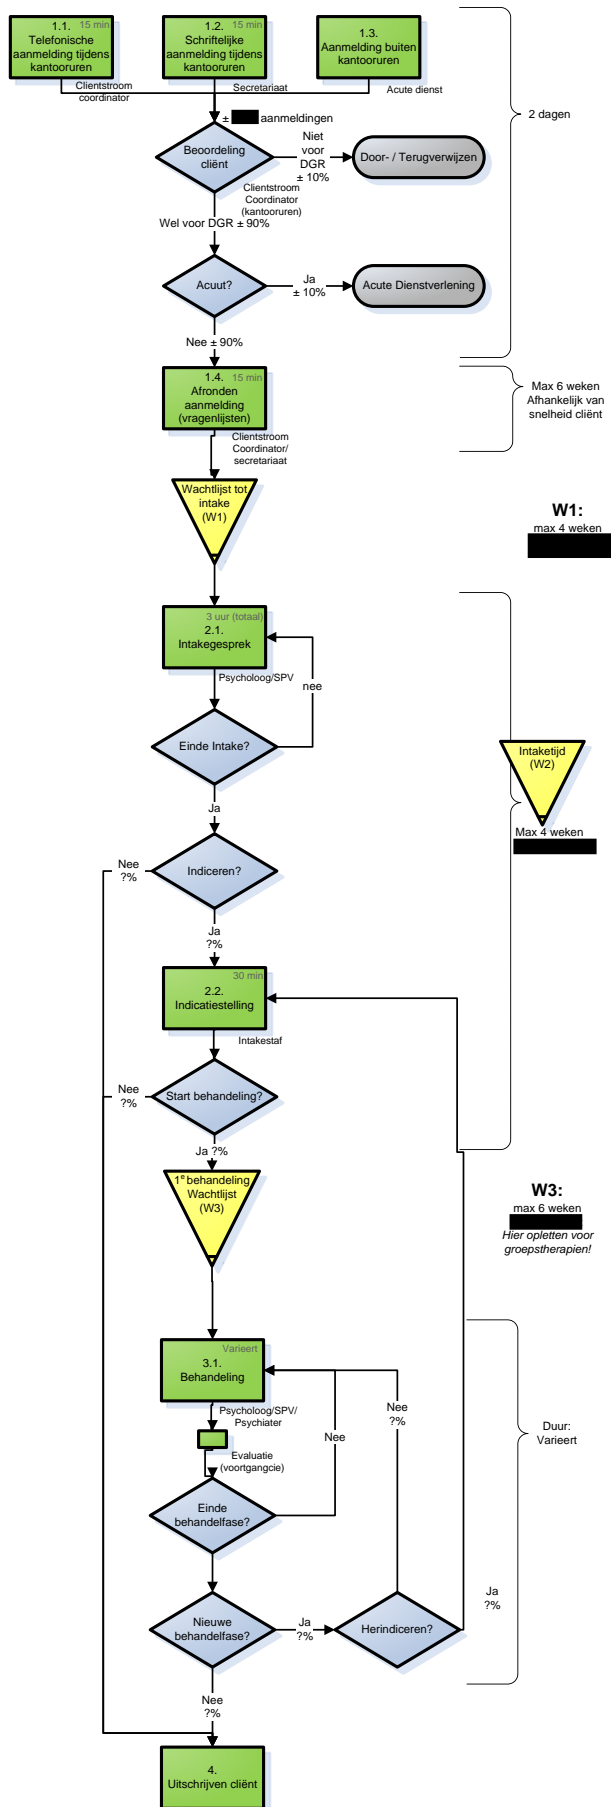 1.1. 15 min
Telefonische
aanmelding tijdens
kantooruren
Clientstroom
coordinator
1.2. 15 min
Schriftelijke
aanmelding tijdens
kantooruren
Secretariaat
1.3.
Aanmelding buiten
kantooruren
Acute dienst
2 dagen
± aanmeldingen
Beoordeling
cliënt
Niet
voor
DGR
± 10%
Door- / Terugverwijzen
Clientstroom
Coordinator
(kantooruren)
Wel voor DGR ± 90%
Acuut?
Ja
± 10%
Acute Dienstverlening
Nee ± 90%
1.4. 15 min
Afronden
aanmelding
(vragenlijsten)
Clientstroom
Coordinator/
secretariaat
Max 6 weken
Afhankelijk van
snelheid cliënt
Wachtlijst tot
intake
(W1)
W1:
max 4 weken
3 uur (totaal)
2.1.
Intakegesprek
Psycholoog/SPV
nee
Einde Intake?
Intaketijd
(W2)
Max 4 weken
Ja
Indiceren?
Nee
?%
Ja
?%
30 min
2.2.
Indicatiestelling
Intakestaf
Start behandeling?
Nee
?%
Ja ?%
1e behandeling
Wachtlijst
(W3)
W3:
max 6 weken
Hier opletten voor
groepstherapien!
Varieert
3.1.
Behandeling
Psycholoog/SPV/
Psychiater
Evaluatie
(voortgangcie)
Nee
Nee
?%
Duur:
Varieert
Einde
behandelfase?
Nieuwe
behandelfase?
Ja
?%
Herindiceren?
Ja
?%
Nee
?%
4.
Uitschrijven cliënt